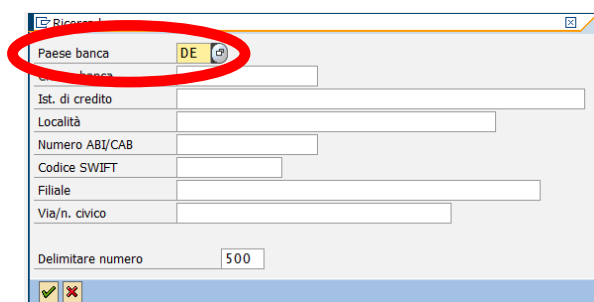 Paese banca DE
Ist. di credito
Località
Numero ABI/CAB
Codice SWIFT
Filiale
Via/n. civico
Delimitare numero 500